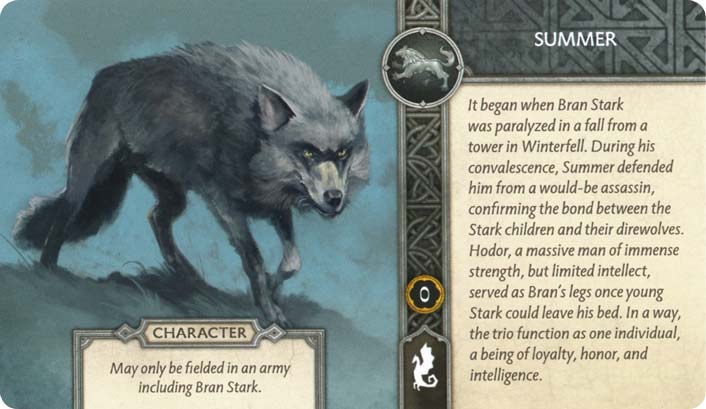 SUMMER
It began when Bran Stark
was paralyzed in a fall from a
tower in Winterfell. During his
convalescence, Summer defended
him from a would-be assassin,
confirming the bond between the
Stark children and their direwolves.
Hodor, a massive man of immense
strength, but limited intellect,
served as Bran's legs once young
Stark could leave his bed. In a way,
the trio function as one individual,
a being of loyalty, honor, and
intelligence.
0
CHARACTER
May only be fielded in an army
including Bran Stark.